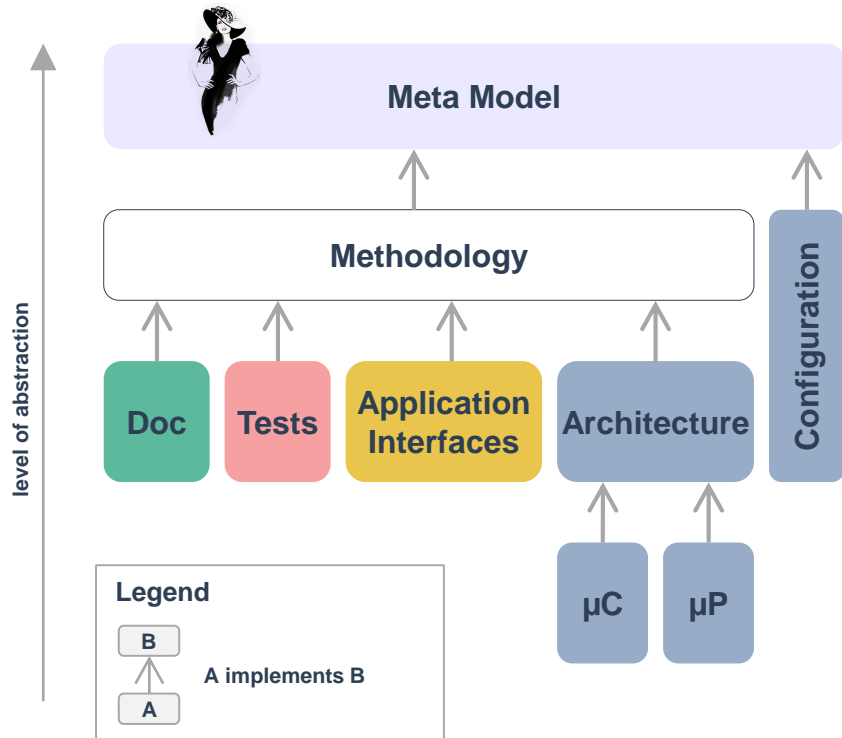 Meta Model
Methodology
Configuration
level of abstraction
Doc
Tests
Application
Interfaces
Architecture
µC
µP
Legend
B
A implements B
A